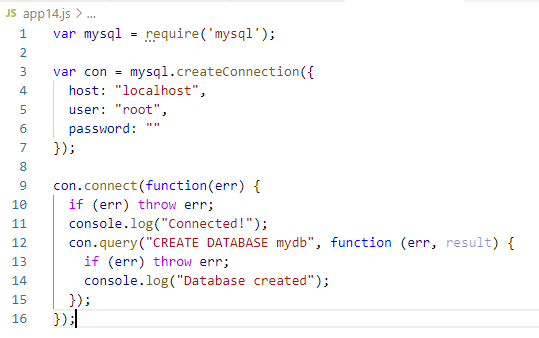 JS app14.js > ...
1 var mysql = require('mysql');
2
3 var con = mysql.createConnection({
4   host: "localhost",
5   user: "root",
6   password: ""
7 });
8
9 con.connect(function(err) {
10   if (err) throw err;
11   console.log("Connected!");
12   con.query("CREATE DATABASE mydb", function (err, result) {
13     if (err) throw err;
14     console.log("Database created");
15   });
16 });